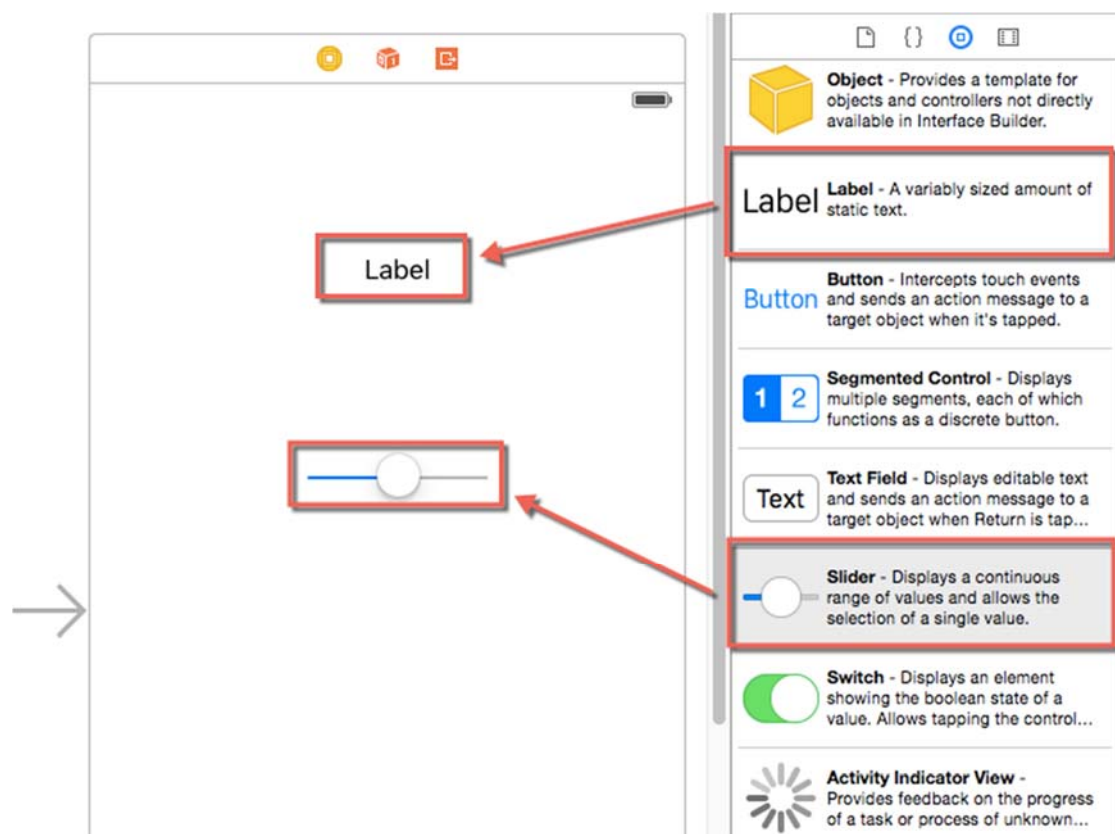 Label
Object - Provides a template for
objects and controllers not directly
available in Interface Builder.
Label
Label - A variably sized amount of
static text.
Button
Button - Intercepts touch events
and sends an action message to a
target object when it's tapped.
1 2
Segmented Control - Displays
multiple segments, each of which
functions as a discrete button.
Text
Text Field - Displays editable text
and sends an action message to a
target object when Return is tap...
Slider - Displays a continuous
range of values and allows the
selection of a single value.
Switch - Displays an element
showing the boolean state of a
value. Allows tapping the control...
Activity Indicator View -
Provides feedback on the progress
of a task or process of unknown...